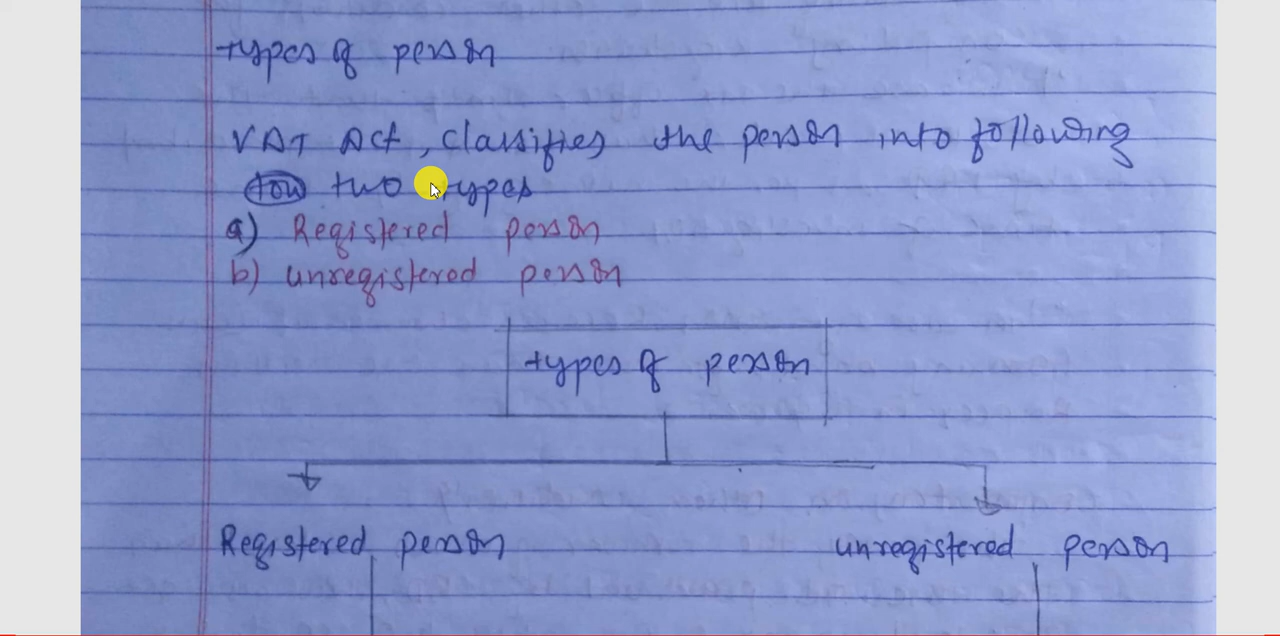 types of person
VAT Act, classifies the person into following
two types
a) Registered person
b) unregistered person
types of person
Registered person unregistered person